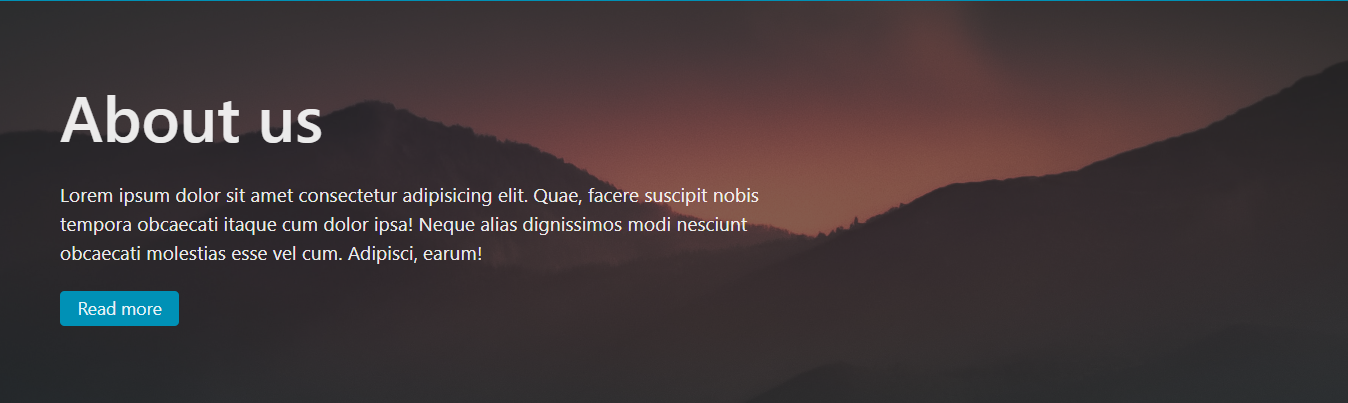 About us
Lorem ipsum dolor sit amet consectetur adipisicing elit. Quae, facere suscipit nobis
tempora obcaecati itaque cum dolor ipsa! Neque alias dignissimos modi nesciunt
obcaecati molestias esse vel cum. Adipisci, earum!
Read more